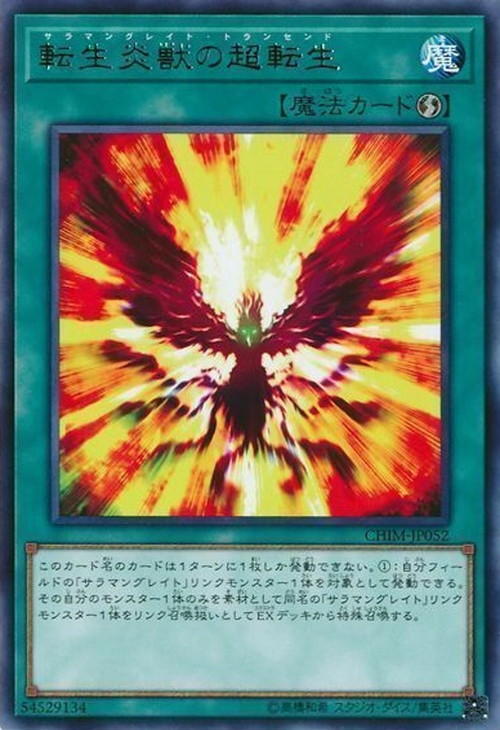 サラマングレイト・トランセンド
転生炎獣の超転生
魔
【魔法カード】
CHIM-JP052
このカード名のカードは1ターンに1枚しか発動できない。①:自分フィー
ルドの「サラマングレイト」リンクモンスター1体を対象として発動できる。
その自分のモンスター1体のみを素材として同名の「サラマングレイト」リンク
モンスター1体をリンク召喚扱いとしてEXデッキから特殊召喚する。
54529134
©高橋和希 スタジオ・ダイス/集英社